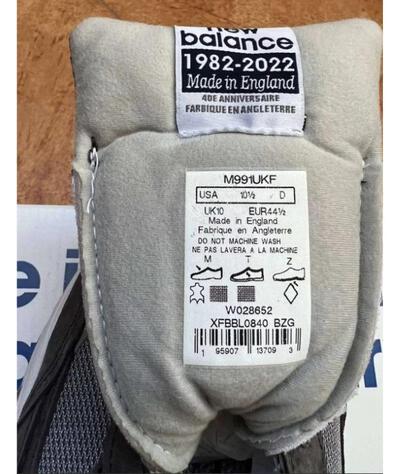 new
balance
1982-2022
Made in England
40E ANNIVERSAIRE
FABRIQUE EN ANGLETERRE
M991UKF
USA 10½ D
UK10 EUR44½
Made in England
Fabrique en Angleterre
DO NOT MACHINE WASH
NE PAS LAVERA A LA MACHINE
M T Z
W028652
XFBBL0840 BZG
1 95907 13709 3